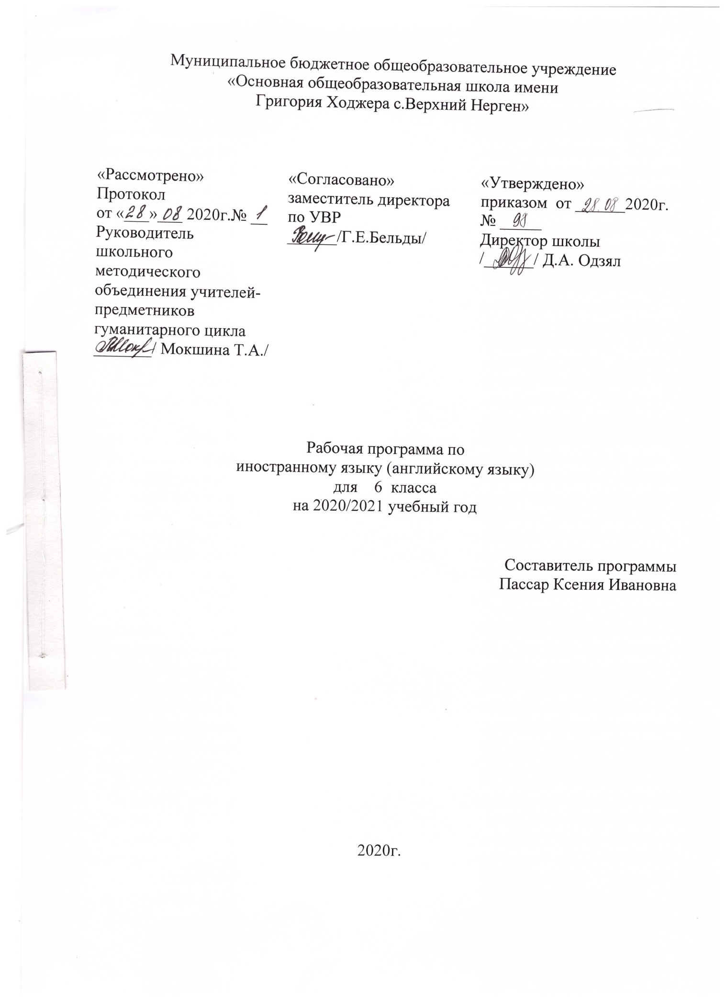 Муниципальное бюджетное общеобразовательное учреждение
«Основная общеобразовательная школа имени
Григория Ходжера с.Верхний Нерген»
«Рассмотрено»
Протокол
от «28» 08 2020г.№ 1
Руководитель
школьного
методического
объединения учителей-
предметников
гуманитарного цикла
/ Мокшина Т.А./
«Согласовано»
заместитель директора
по УВР
/Г.Е.Бельды/
«Утверждено»
приказом от 28.08 2020г.
№ 98
Директор школы
/ / Д.А. Одзял
Рабочая программа по
иностранному языку (английскому языку)
для 6 класса
на 2020/2021 учебный год
Составитель программы
Пассар Ксения Ивановна
2020г.